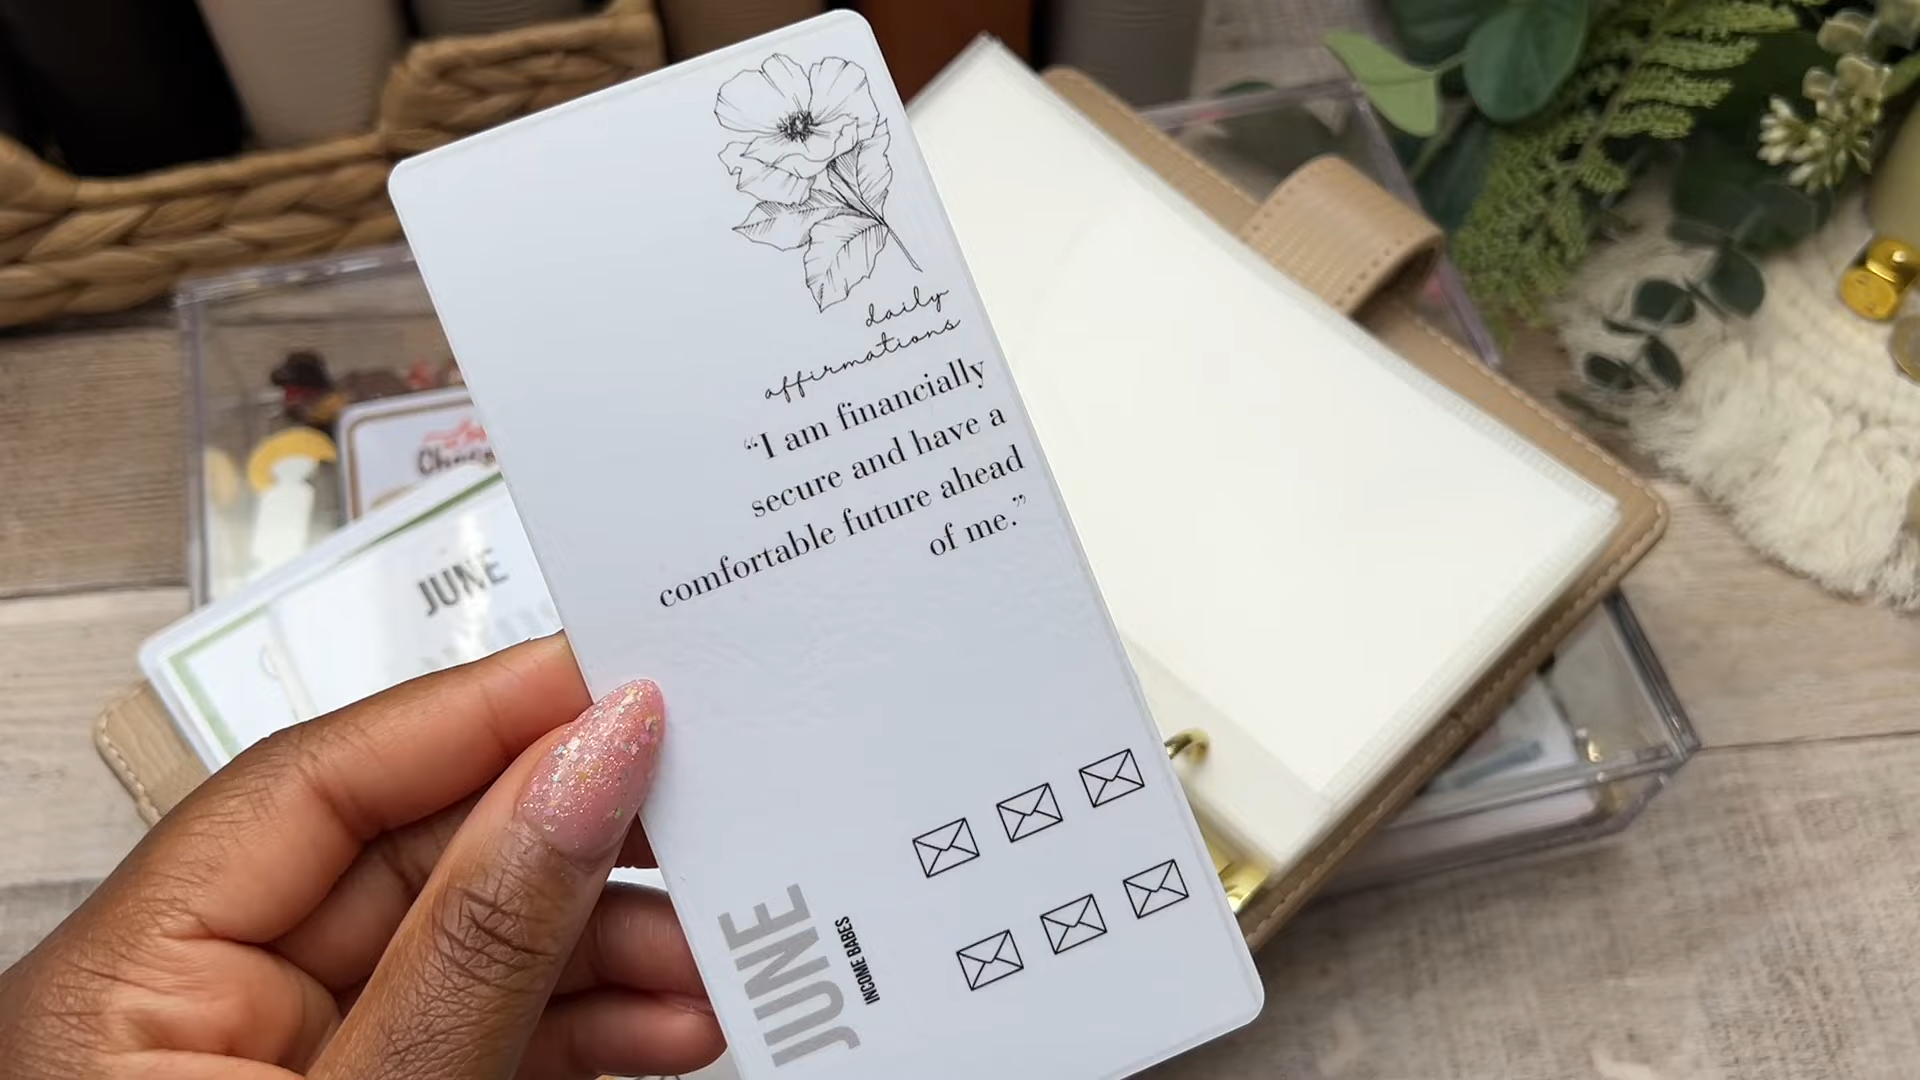 daily
affirmations
“I am financially
secure and have a
comfortable future ahead
of me.”
JUNE
INCOME BABES
JUNE